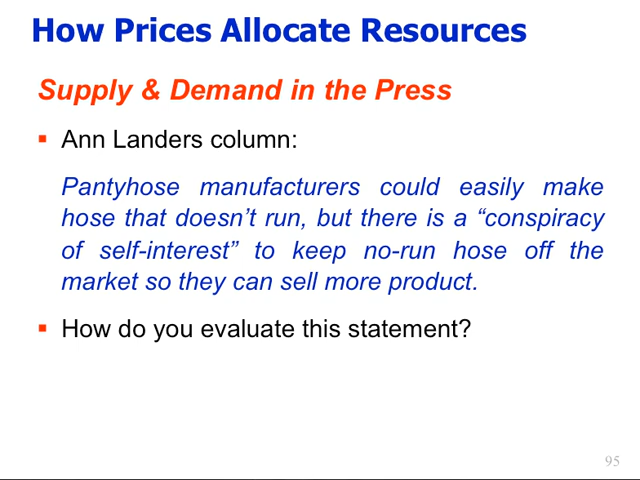 How Prices Allocate Resources
Supply & Demand in the Press
▪ Ann Landers column:
Pantyhose manufacturers could easily make
hose that doesn’t run, but there is a “conspiracy
of self-interest” to keep no-run hose off the
market so they can sell more product.
▪ How do you evaluate this statement?
95